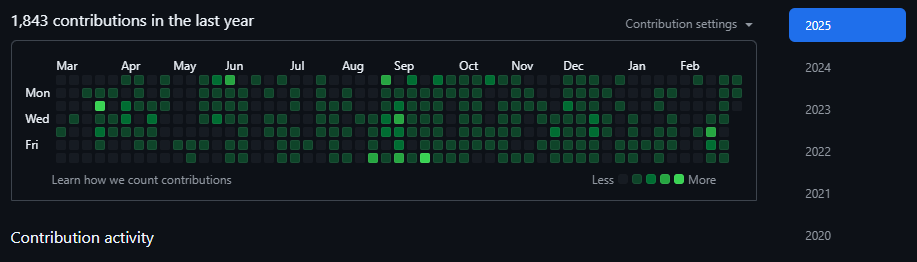 1,843 contributions in the last year
Contribution settings
Mar Apr May Jun Jul Aug Sep Oct Nov Dec Jan Feb
Mon
Wed
Fri
Learn how we count contributions
Less More
Contribution activity
2025
2024
2023
2022
2021
2020